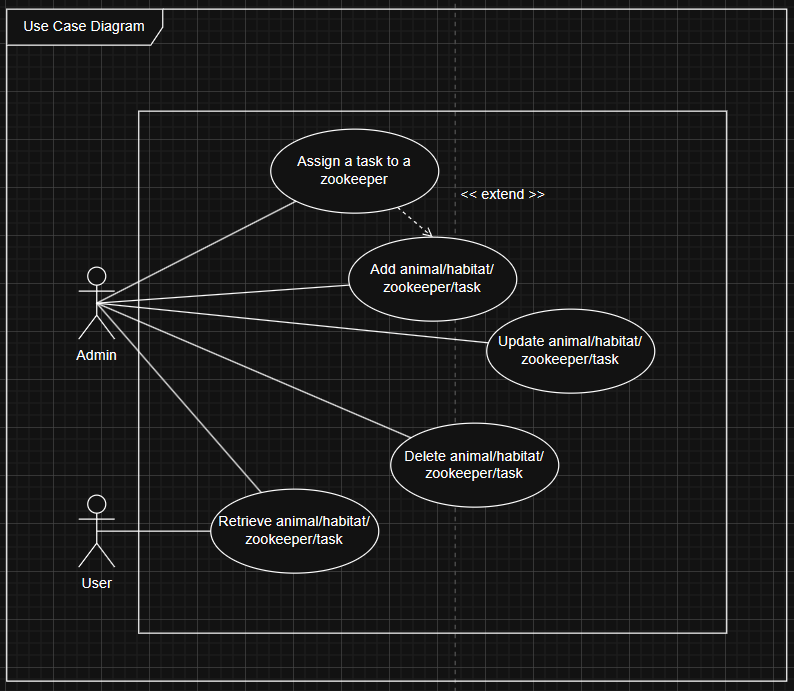 Use Case Diagram
Assign a task to a
zookeeper
<< extend >>
Add animal/habitat/
zookeeper/task
Update animal/habitat/
zookeeper/task
Admin
Delete animal/habitat/
zookeeper/task
Retrieve animal/habitat/
zookeeper/task
User